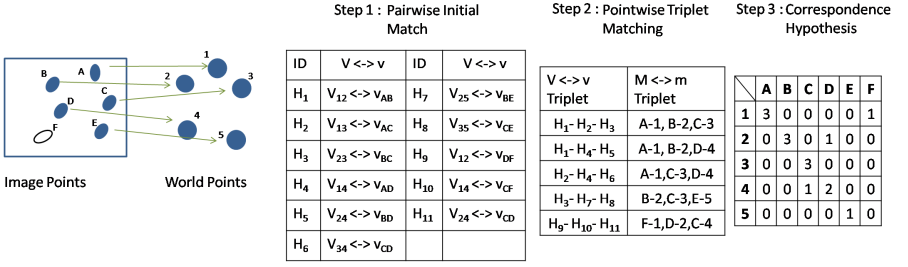 Step 1 : Pairwise Initial
Match
Step 2 : Pointwise Triplet
Matching
Step 3 : Correspondence
Hypothesis
A
B
C
D
E
F
1
2
3
4
5
Image Points
World Points
ID V <-> v ID V <-> v
H1 V12 <-> vAB H7 V25 <-> vBE
H2 V13 <-> vAC H8 V35 <-> vCE
H3 V23 <-> vBC H9 V12 <-> vDF
H4 V14 <-> vAD H10 V14 <-> vCF
H5 V24 <-> vBD H11 V24 <-> vCD
H6 V34 <-> vCD
V <-> v
Triplet
M <-> m
Triplet
H1- H2- H3 A-1, B-2,C-3
H1- H4- H5 A-1, B-2,D-4
H2- H4- H6 A-1,C-3,D-4
H3- H7- H8 B-2,C-3,E-5
H9- H10- H11 F-1,D-2,C-4
A B C D E F
1 3 0 0 0 0 1
2 0 3 0 1 0 0
3 0 0 3 0 0 0
4 0 0 1 2 0 0
5 0 0 0 0 1 0